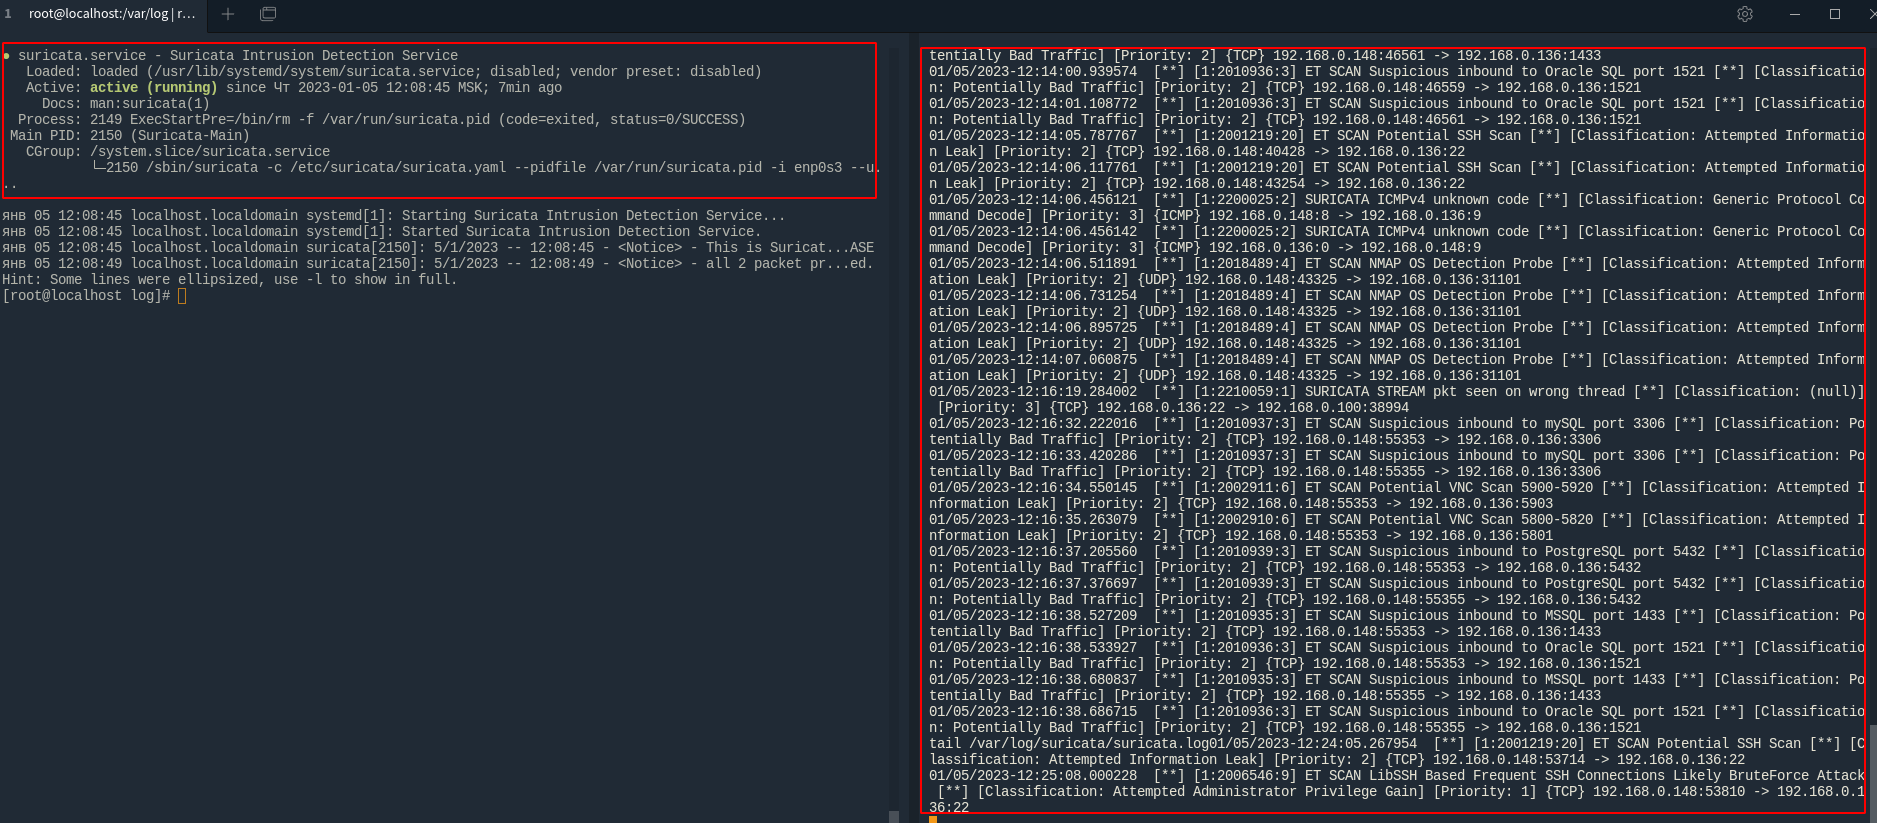 1 root@localhost:/var/log | r...
● suricata.service - Suricata Intrusion Detection Service
Loaded: loaded (/usr/lib/systemd/system/suricata.service; disabled; vendor preset: disabled)
Active: active (running) since Чт 2023-01-05 12:08:45 MSK; 7min ago
Docs: man:suricata(1)
Process: 2149 ExecStartPre=/bin/rm -f /var/run/suricata.pid (code=exited, status=0/SUCCESS)
Main PID: 2150 (Suricata-Main)
CGroup: /system.slice/suricata.service
└─2150 /sbin/suricata -c /etc/suricata/suricata.yaml --pidfile /var/run/suricata.pid -i enp0s3 --u.
..
янв 05 12:08:45 localhost.localdomain systemd[1]: Starting Suricata Intrusion Detection Service...
янв 05 12:08:45 localhost.localdomain systemd[1]: Started Suricata Intrusion Detection Service.
янв 05 12:08:45 localhost.localdomain suricata[2150]: 5/1/2023 -- 12:08:45 - <Notice> - This is Suricat...ASE
янв 05 12:08:49 localhost.localdomain suricata[2150]: 5/1/2023 -- 12:08:49 - <Notice> - all 2 packet pr...ed.
Hint: Some lines were ellipsized, use -l to show in full.
[root@localhost log]#
tentially Bad Traffic] [Priority: 2] {TCP} 192.168.0.148:46561 -> 192.168.0.136:1433
01/05/2023-12:14:00.939574  [**] [1:2010936:3] ET SCAN Suspicious inbound to Oracle SQL port 1521 [**] [Classificatio
n: Potentially Bad Traffic] [Priority: 2] {TCP} 192.168.0.148:46559 -> 192.168.0.136:1521
01/05/2023-12:14:01.108772  [**] [1:2010936:3] ET SCAN Suspicious inbound to Oracle SQL port 1521 [**] [Classificatio
n: Potentially Bad Traffic] [Priority: 2] {TCP} 192.168.0.148:46561 -> 192.168.0.136:1521
01/05/2023-12:14:05.787767  [**] [1:2001219:20] ET SCAN Potential SSH Scan [**] [Classification: Attempted Informatio
n Leak] [Priority: 2] {TCP} 192.168.0.148:40428 -> 192.168.0.136:22
01/05/2023-12:14:06.117761  [**] [1:2001219:20] ET SCAN Potential SSH Scan [**] [Classification: Attempted Informatio
n Leak] [Priority: 2] {TCP} 192.168.0.148:43254 -> 192.168.0.136:22
01/05/2023-12:14:06.456121  [**] [1:2200025:2] SURICATA ICMPv4 unknown code [**] [Classification: Generic Protocol Co
mmand Decode] [Priority: 3] {ICMP} 192.168.0.148:8 -> 192.168.0.136:9
01/05/2023-12:14:06.456142  [**] [1:2200025:2] SURICATA ICMPv4 unknown code [**] [Classification: Generic Protocol Co
mmand Decode] [Priority: 3] {ICMP} 192.168.0.136:0 -> 192.168.0.148:9
01/05/2023-12:14:06.511891  [**] [1:2018489:4] ET SCAN NMAP OS Detection Probe [**] [Classification: Attempted Inform
ation Leak] [Priority: 2] {UDP} 192.168.0.148:43325 -> 192.168.0.136:31101
01/05/2023-12:14:06.731254  [**] [1:2018489:4] ET SCAN NMAP OS Detection Probe [**] [Classification: Attempted Inform
ation Leak] [Priority: 2] {UDP} 192.168.0.148:43325 -> 192.168.0.136:31101
01/05/2023-12:14:06.895725  [**] [1:2018489:4] ET SCAN NMAP OS Detection Probe [**] [Classification: Attempted Inform
ation Leak] [Priority: 2] {UDP} 192.168.0.148:43325 -> 192.168.0.136:31101
01/05/2023-12:14:07.060875  [**] [1:2018489:4] ET SCAN NMAP OS Detection Probe [**] [Classification: Attempted Inform
ation Leak] [Priority: 2] {UDP} 192.168.0.148:43325 -> 192.168.0.136:31101
01/05/2023-12:16:19.284002  [**] [1:2210059:1] SURICATA STREAM pkt seen on wrong thread [**] [Classification: (null)]
[Priority: 3] {TCP} 192.168.0.136:22 -> 192.168.0.100:38994
01/05/2023-12:16:32.222016  [**] [1:2010937:3] ET SCAN Suspicious inbound to mySQL port 3306 [**] [Classification: Po
tentially Bad Traffic] [Priority: 2] {TCP} 192.168.0.148:55353 -> 192.168.0.136:3306
01/05/2023-12:16:33.420286  [**] [1:2010937:3] ET SCAN Suspicious inbound to mySQL port 3306 [**] [Classification: Po
tentially Bad Traffic] [Priority: 2] {TCP} 192.168.0.148:55355 -> 192.168.0.136:3306
01/05/2023-12:16:34.550145  [**] [1:2002911:6] ET SCAN Potential VNC Scan 5900-5920 [**] [Classification: Attempted I
nformation Leak] [Priority: 2] {TCP} 192.168.0.148:55353 -> 192.168.0.136:5903
01/05/2023-12:16:35.263079  [**] [1:2002910:6] ET SCAN Potential VNC Scan 5800-5820 [**] [Classification: Attempted I
nformation Leak] [Priority: 2] {TCP} 192.168.0.148:55353 -> 192.168.0.136:5801
01/05/2023-12:16:37.205560  [**] [1:2010939:3] ET SCAN Suspicious inbound to PostgreSQL port 5432 [**] [Classificatio
n: Potentially Bad Traffic] [Priority: 2] {TCP} 192.168.0.148:55353 -> 192.168.0.136:5432
01/05/2023-12:16:37.376697  [**] [1:2010939:3] ET SCAN Suspicious inbound to PostgreSQL port 5432 [**] [Classificatio
n: Potentially Bad Traffic] [Priority: 2] {TCP} 192.168.0.148:55355 -> 192.168.0.136:5432
01/05/2023-12:16:38.527209  [**] [1:2010935:3] ET SCAN Suspicious inbound to MSSQL port 1433 [**] [Classification: Po
tentially Bad Traffic] [Priority: 2] {TCP} 192.168.0.148:55353 -> 192.168.0.136:1433
01/05/2023-12:16:38.533927  [**] [1:2010936:3] ET SCAN Suspicious inbound to Oracle SQL port 1521 [**] [Classificatio
n: Potentially Bad Traffic] [Priority: 2] {TCP} 192.168.0.148:55353 -> 192.168.0.136:1521
01/05/2023-12:16:38.680837  [**] [1:2010935:3] ET SCAN Suspicious inbound to MSSQL port 1433 [**] [Classification: Po
tentially Bad Traffic] [Priority: 2] {TCP} 192.168.0.148:55355 -> 192.168.0.136:1433
01/05/2023-12:16:38.686715  [**] [1:2010936:3] ET SCAN Suspicious inbound to Oracle SQL port 1521 [**] [Classificatio
n: Potentially Bad Traffic] [Priority: 2] {TCP} 192.168.0.148:55355 -> 192.168.0.136:1521
tail /var/log/suricata/suricata.log01/05/2023-12:24:05.267954  [**] [1:2001219:20] ET SCAN Potential SSH Scan [**] [C
lassification: Attempted Information Leak] [Priority: 2] {TCP} 192.168.0.148:53714 -> 192.168.0.136:22
01/05/2023-12:25:08.000228  [**] [1:2006546:9] ET SCAN LibSSH Based Frequent SSH Connections Likely BruteForce Attack
[**] [Classification: Attempted Administrator Privilege Gain] [Priority: 1] {TCP} 192.168.0.148:53810 -> 192.168.0.1
36:22